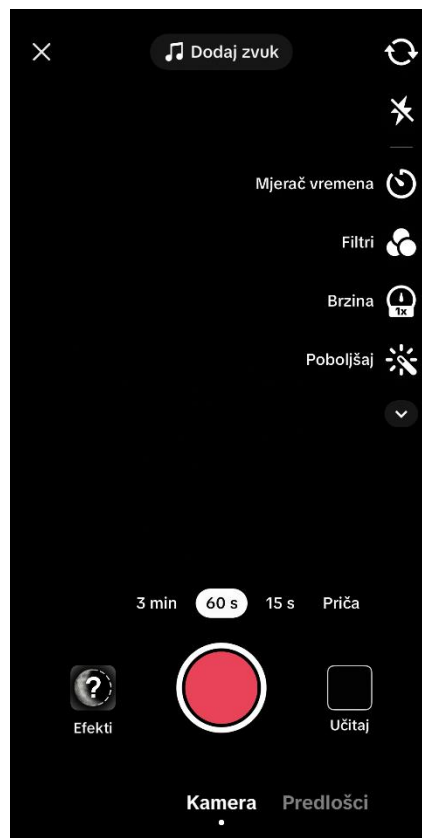 Dodaj zvuk
Mjerač vremena
Filtri
Brzina
1x
Poboljšaj
3 min 60 s 15 s Priča
?
Efekti Učitaj
Kamera Predlošci